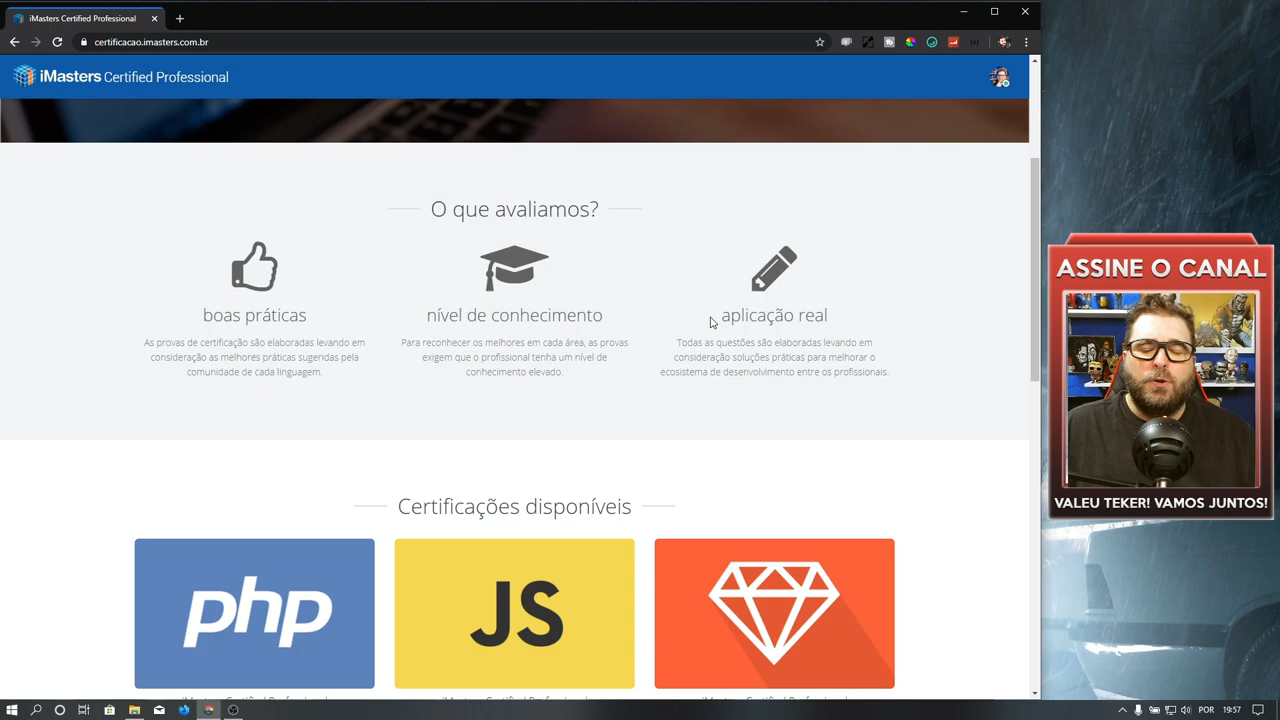 iMasters Certified Professional
certificacao.imasters.com.br
iMasters Certified Professional
O que avaliamos?
boas práticas
nível de conhecimento
aplicação real
As provas de certificação são elaboradas levando em
consideração as melhores práticas sugeridas pela
comunidade de cada linguagem.
Para reconhecer os melhores em cada área, as provas
exigem que o profissional tenha um nível de
conhecimento elevado.
Todas as questões são elaboradas levando em
consideração soluções práticas para melhorar o
ecosistema de desenvolvimento entre os profissionais.
Certificações disponíveis
php
JS
ASSINE O CANAL
VALEU TEKER! VAMOS JUNTOS!
POR
19:57